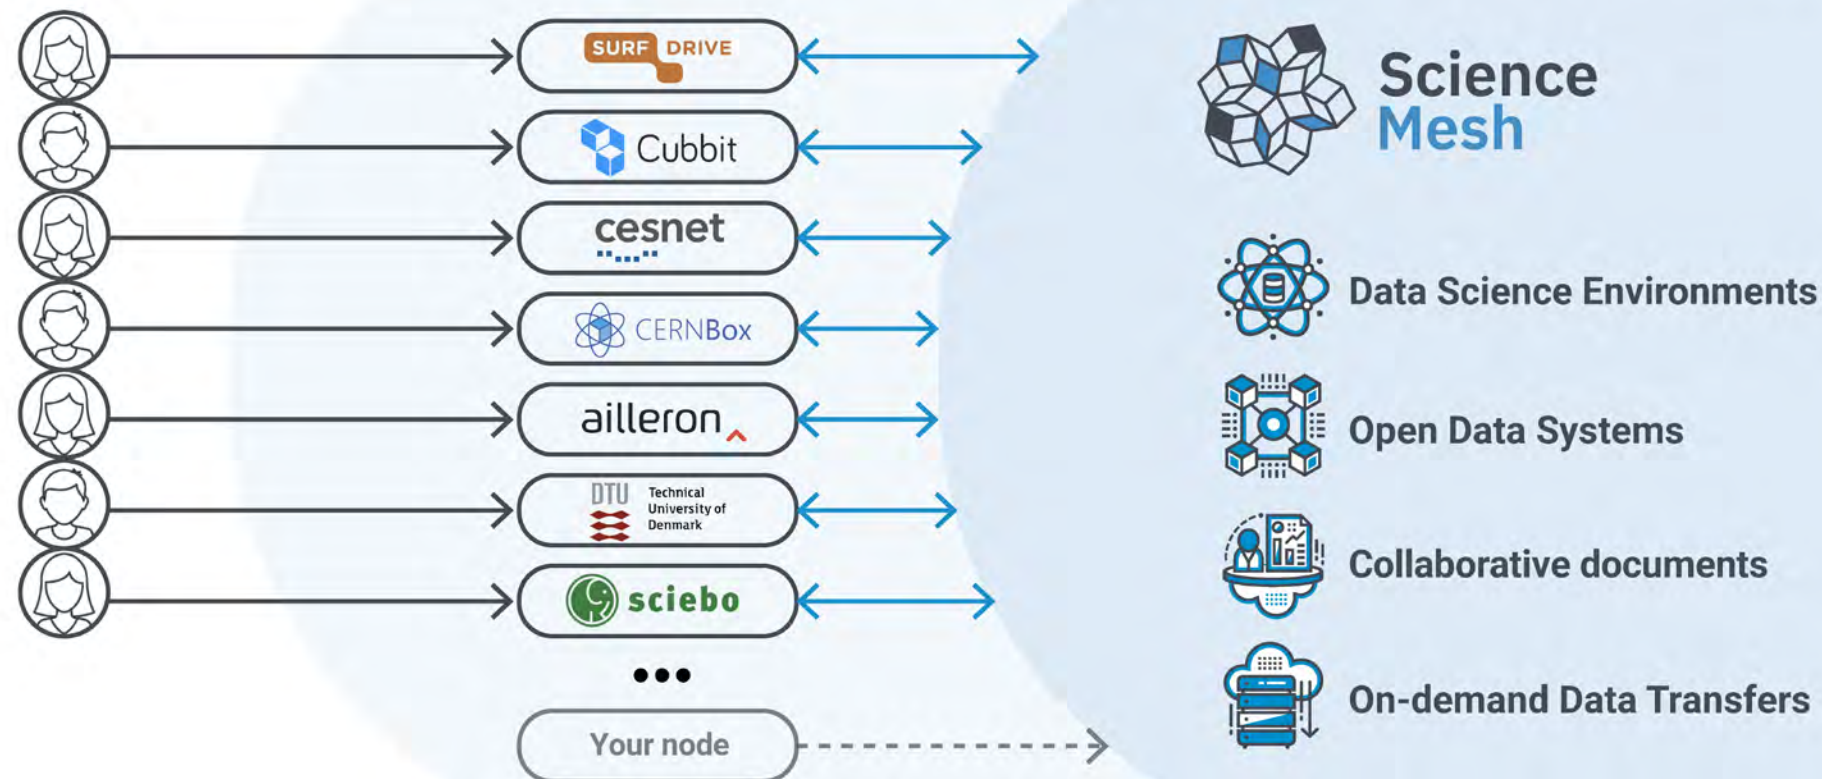 SURF DRIVE
Cubbit
cesnet
CERNBox
ailleron
DTU
Technical
University of
Denmark
sciebo
•••
Your node
Science
Mesh
Data Science Environments
Open Data Systems
Collaborative documents
On-demand Data Transfers